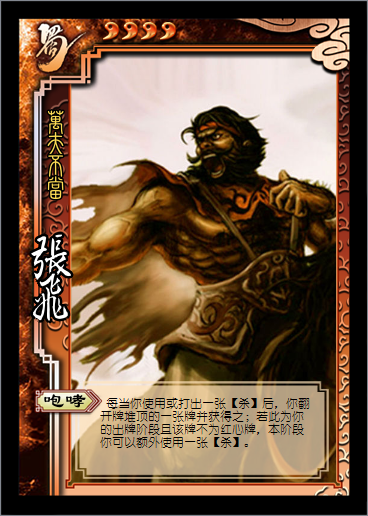 蜀
萬夫不當
張飛
咆哮
每当你使用或打出一张【杀】后，你翻
开牌堆顶的一张牌并获得之；若此为你
的出牌阶段且该牌不为红心牌，本阶段
你可以额外使用一张【杀】。